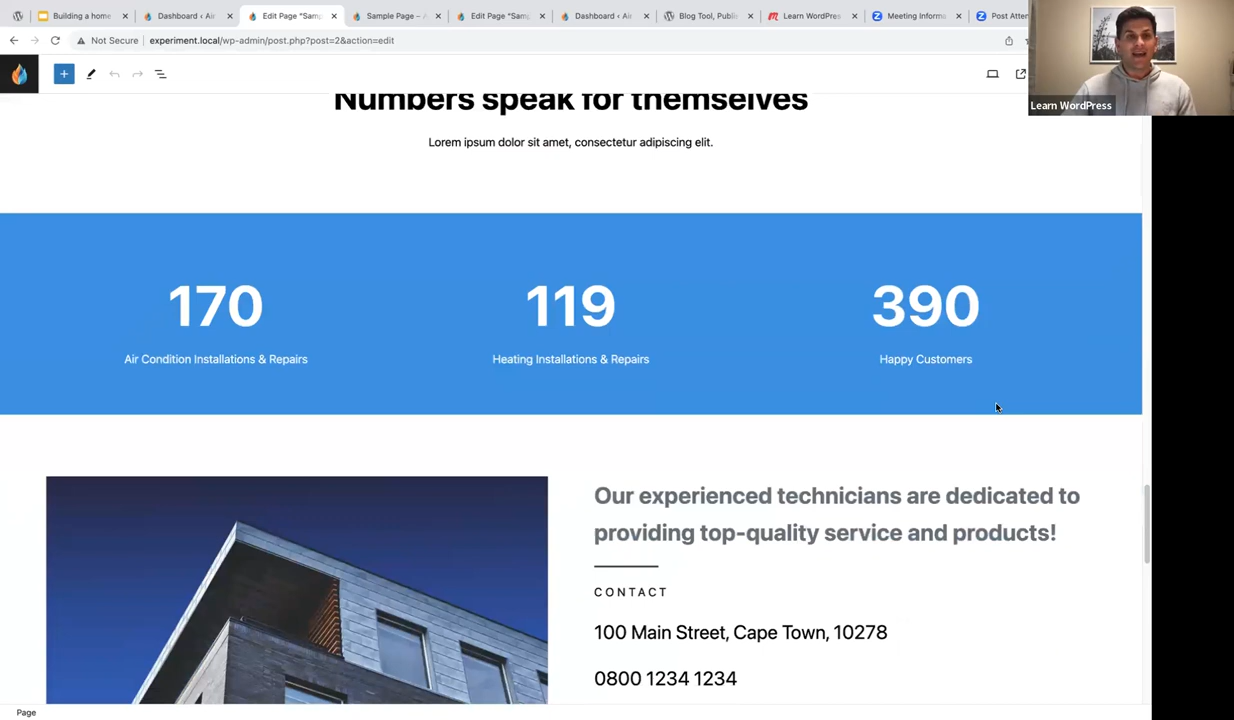 Building a home
Dashboard ‹ Air
Edit Page "Samp
Sample Page – A
Edit Page "Samp
Dashboard ‹ Air
Blog Tool, Publi
Learn WordPress
Meeting Informa
Post Atten
Not Secure
experiment.local/wp-admin/post.php?post=2&action=edit
Learn WordPress
Numbers speak for themselves
Lorem ipsum dolor sit amet, consectetur adipiscing elit.
170
119
390
Air Condition Installations & Repairs
Heating Installations & Repairs
Happy Customers
Our experienced technicians are dedicated to
providing top-quality service and products!
CONTACT
100 Main Street, Cape Town, 10278
0800 1234 1234
Page